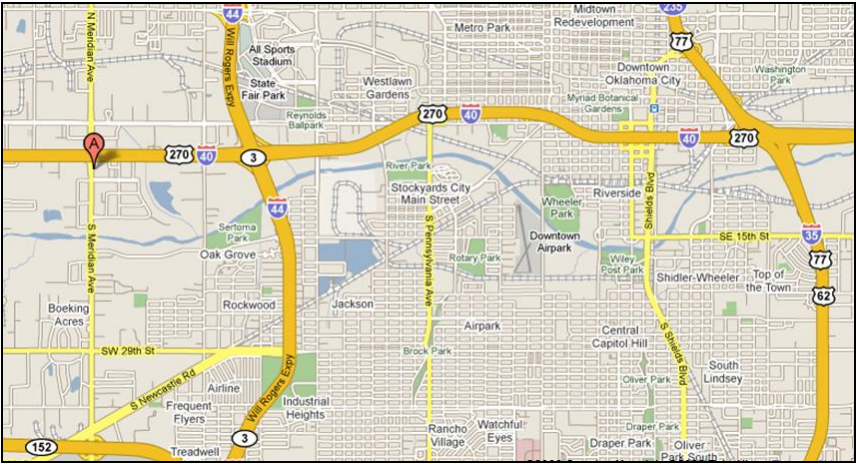 N Meridian Ave
44
Will Rogers Expy
All Sports
Stadium
State
Fair Park
Reynolds
Ballpark
Westlawn
Gardens
Metro Park
Midtown
Redevelopment
235
77
Downtown
Oklahoma City
Washington
Park
Myriad Botanical
Gardens
270
40
A
270
40
3
40
270
River Park
Stockyards City
Main Street
Riverside
Wheeler
Park
Shields Blvd
44
Sertoma
Park
Oak Grove
S Meridian Ave
S Pennsylvania Ave
Downtown
Airpark
SE 15th St
35
77
62
Rotary Park
Wiley
Post Park
Shidler-Wheeler
Top of
the Town
Boeking
Acres
Rockwood
Jackson
Airpark
Central
Capitol Hill
S Shields Blvd
SW 29th St
Brock Park
South
Lindsey
S Newcastle Rd
Airline
Frequent
Flyers
Will Rogers Expy
Industrial
Heights
Olivier Park
152
3
Treadwell
Rancho
Village
Watchful
Eyes
Draper Park
Draper Park
Oliver
Park South